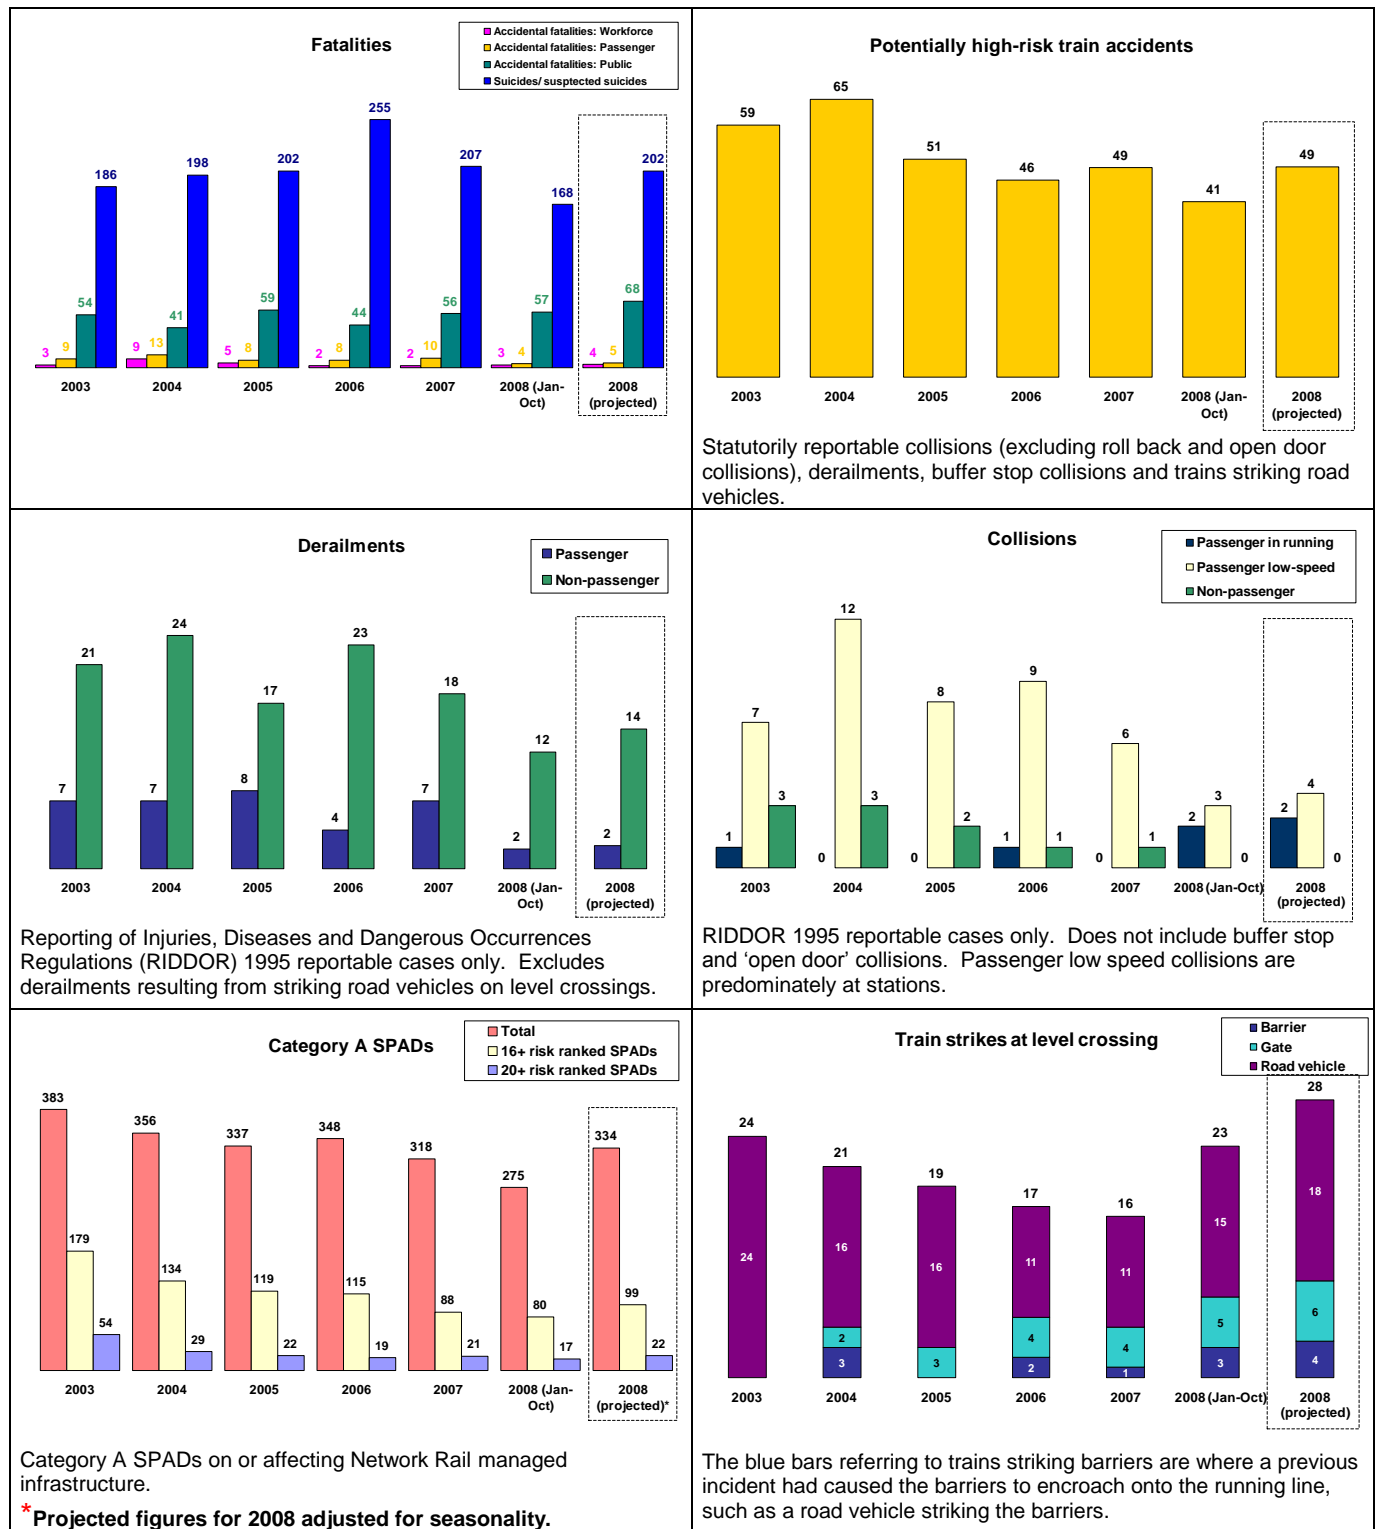 Fatalities
Accidental fatalities: Workforce
Accidental fatalities: Passenger
Accidental fatalities: Public
Suicides/ susptected suicides
3 9 54 186
9 13 41 198
5 8 59 202
2 8 44 255
2 10 56 207
3 4 57 168
4 5 68 202
2003 2004 2005 2006 2007 2008 (Jan- 2008
Oct) (projected)
Potentially high-risk train accidents
59 65 51 46 49 41 49
2003 2004 2005 2006 2007 2008 (Jan- 2008
Oct) (projected)
Statutorily reportable collisions (excluding roll back and open door
collisions), derailments, buffer stop collisions and trains striking road
vehicles.
Derailments
Passenger
Non-passenger
7 21
7 24
8 17
4 23
7 18
2 12
2 14
2003 2004 2005 2006 2007 2008 (Jan- 2008
Oct) (projected)
Reporting of Injuries, Diseases and Dangerous Occurrences
Regulations (RIDDOR) 1995 reportable cases only.  Excludes
derailments resulting from striking road vehicles on level crossings.
Collisions
Passenger in running
Passenger low-speed
Non-passenger
1 7 3
0 12 3
0 8 2
1 9 1
0 6 1
2 3 0
2 4 0
2003 2004 2005 2006 2007 2008 (Jan-Oct) 2008
(projected)
RIDDOR 1995 reportable cases only.  Does not include buffer stop
and ‘open door’ collisions.  Passenger low speed collisions are
predominately at stations.
Category A SPADs
Total
16+ risk ranked SPADs
20+ risk ranked SPADs
383 179 54
356 134 29
337 119 22
348 115 19
318 88 21
275 80 17
334 99 22
2003 2004 2005 2006 2007 2008 (Jan- 2008
Oct) (projected)*
Category A SPADs on or affecting Network Rail managed
infrastructure.
*Projected figures for 2008 adjusted for seasonality.
Train strikes at level crossing
Barrier
Gate
Road vehicle
24 24
21 16 2 3
19 16 3
17 11 4 2
16 11 4 1
23 15 5 3
28 18 6 4
2003 2004 2005 2006 2007 2008 (Jan-Oct) 2008
(projected)
The blue bars referring to trains striking barriers are where a previous
incident had caused the barriers to encroach onto the running line,
such as a road vehicle striking the barriers.